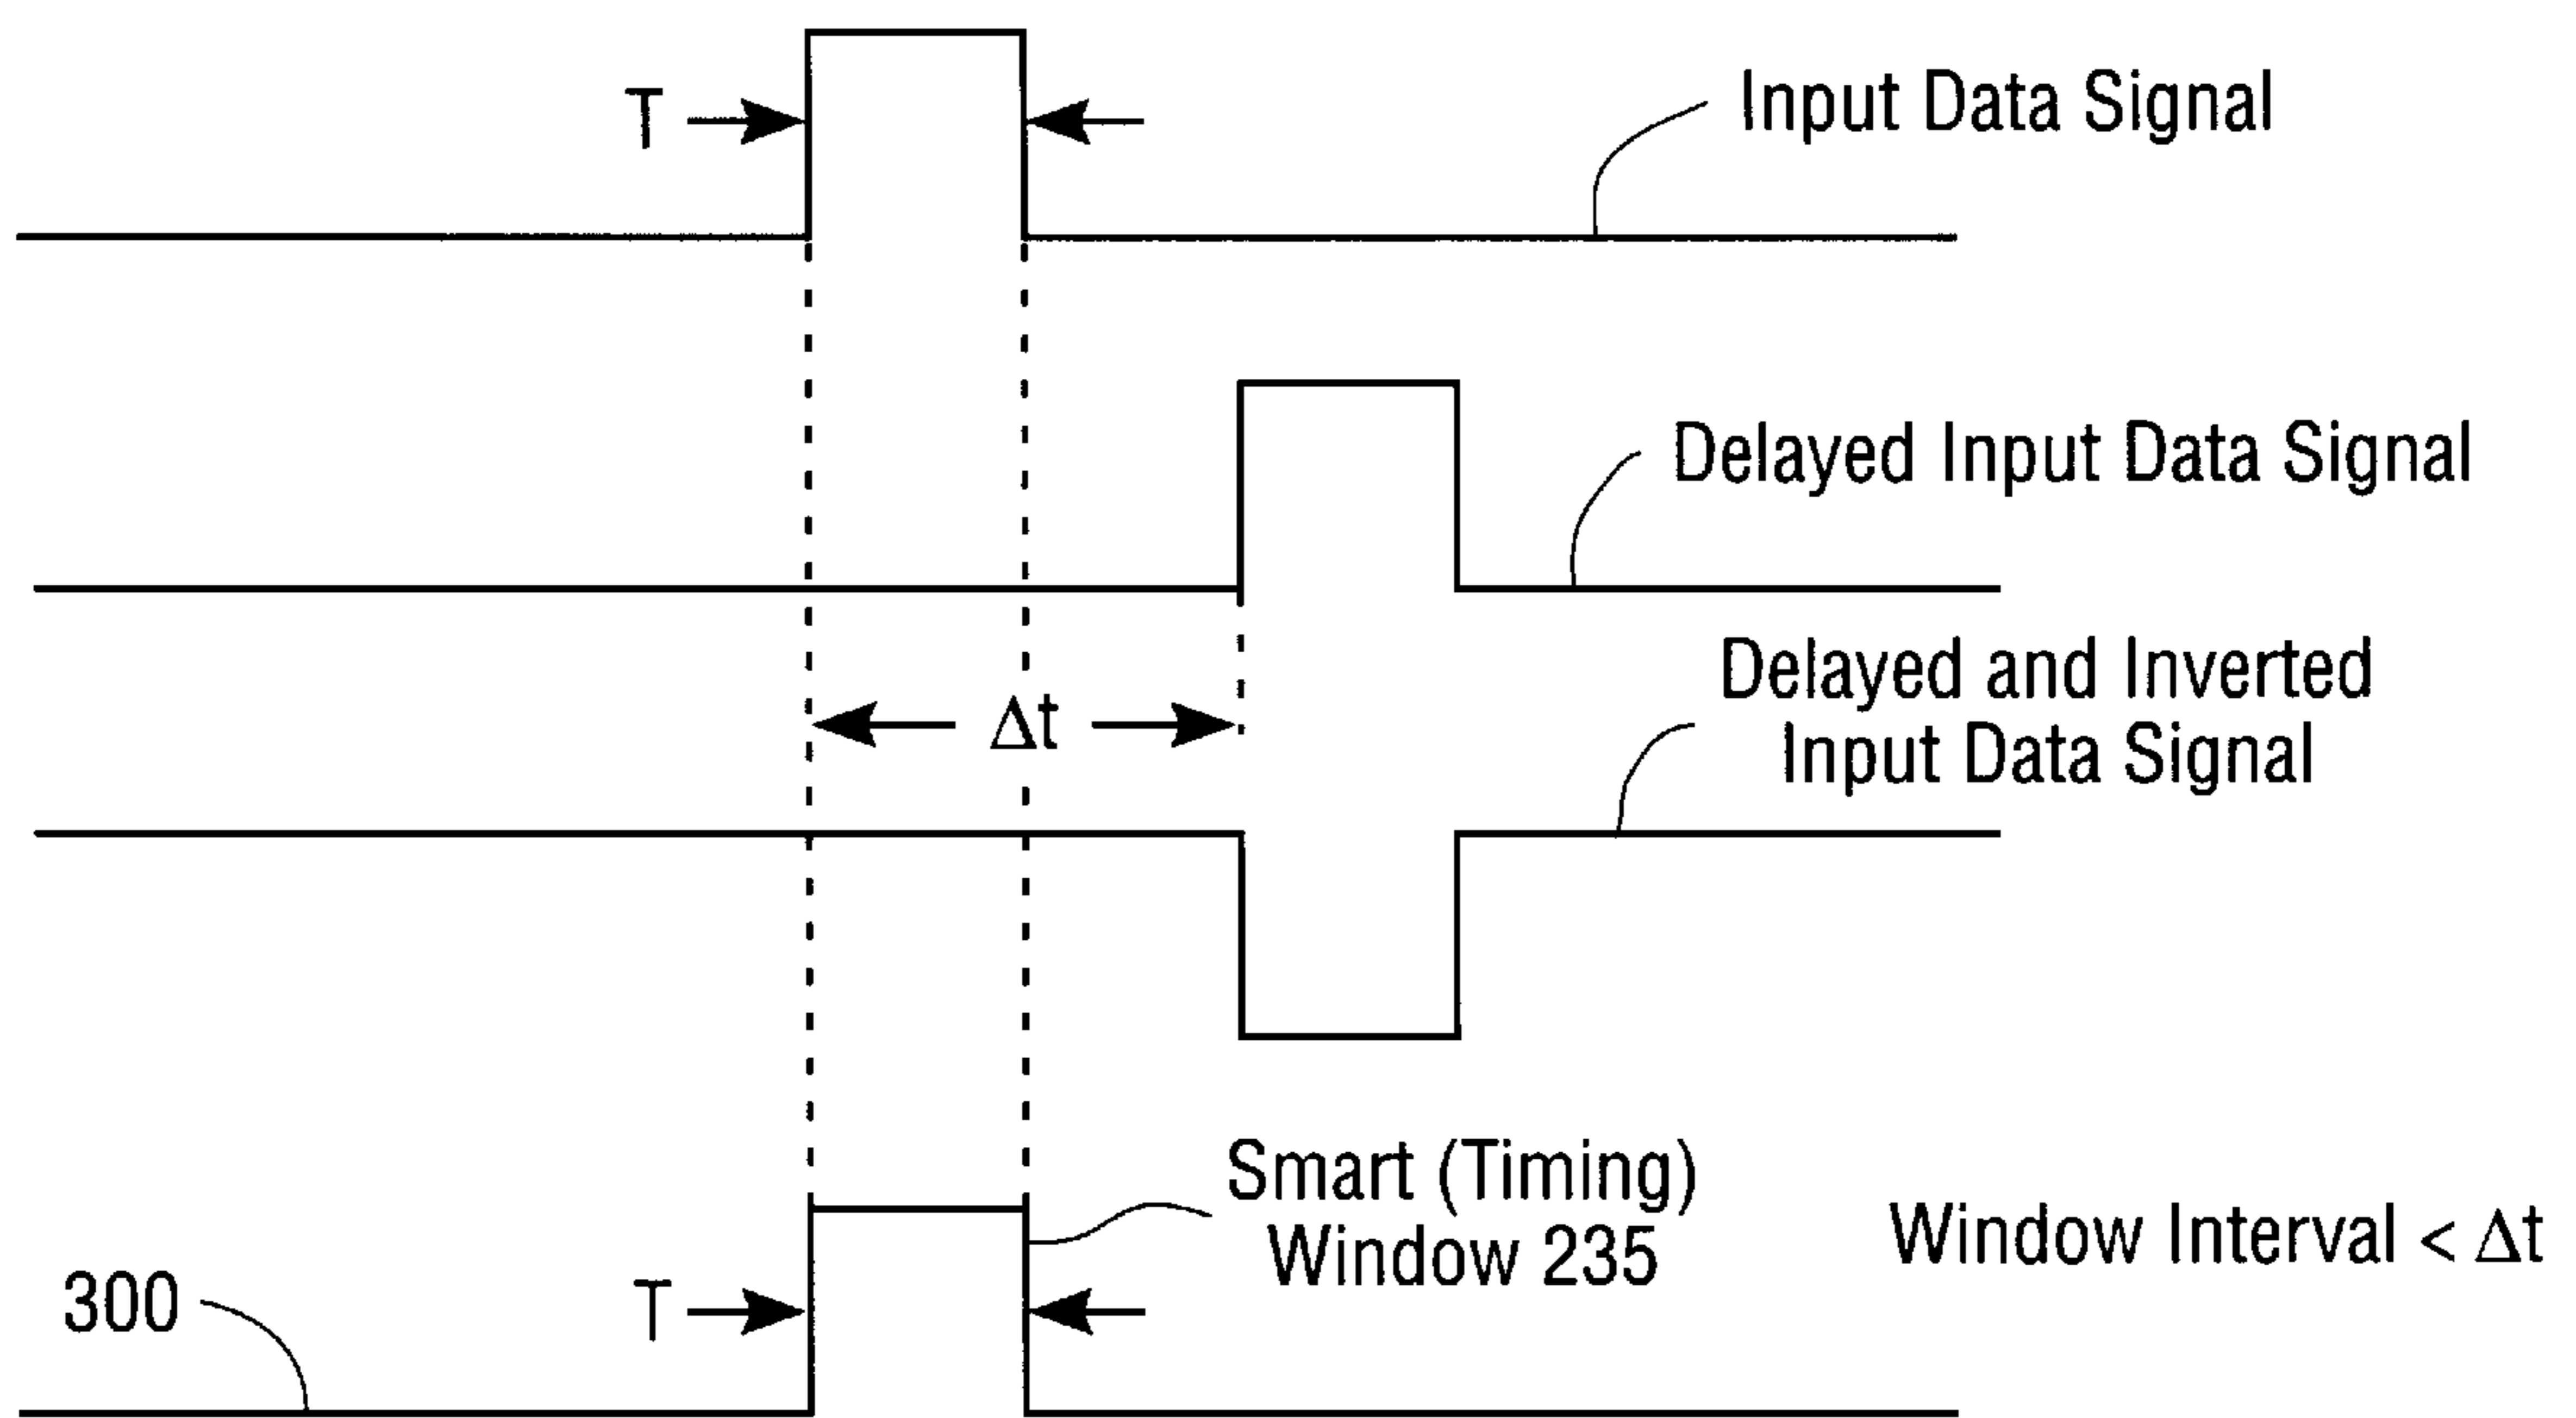 T
Input Data Signal
Delayed Input Data Signal
Delayed and Inverted
Input Data Signal
Δt
Smart (Timing)
Window 235
Window Interval < Δt
300
T